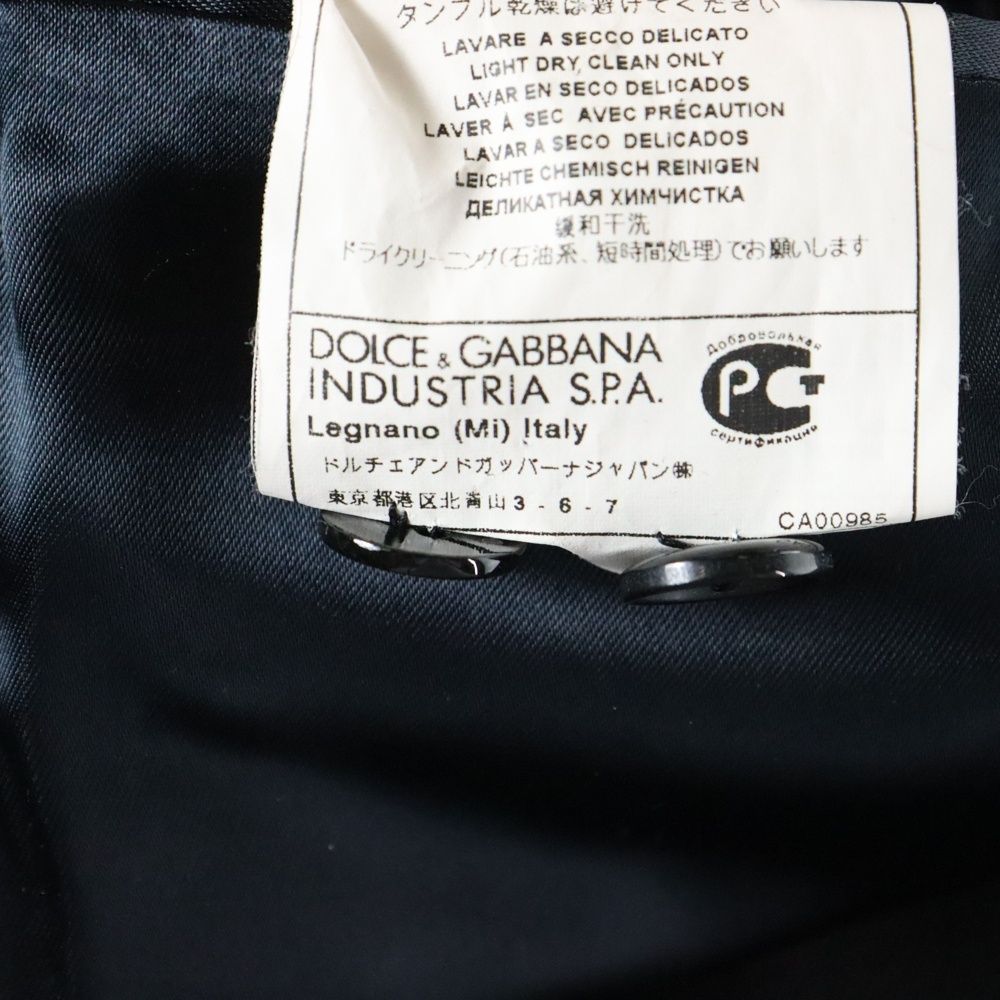 タンブル乾燥は避けてください
LAVARE A SECCO DELICATO
LIGHT DRY CLEAN ONLY
LAVAR EN SECO DELICADOS
LAVER A SEC AVEC PRÉCAUTION
LAVAR A SECO DELICADOS
LEICHTE CHEMISCH REINIGEN
ДЕЛИКАТНАЯ ХИМЧИСТКА
缓和干洗
ドライクリーニング(石油系、短時間処理)でお願いします
DOLCE & GABBANA
INDUSTRIA S.P.A.
Legnano (Mi) Italy
Добровольная
РСТ
сертификация
ドルチェアンドガッバーナジャパン㈱
東京都港区北青山3-6-7
CA00985